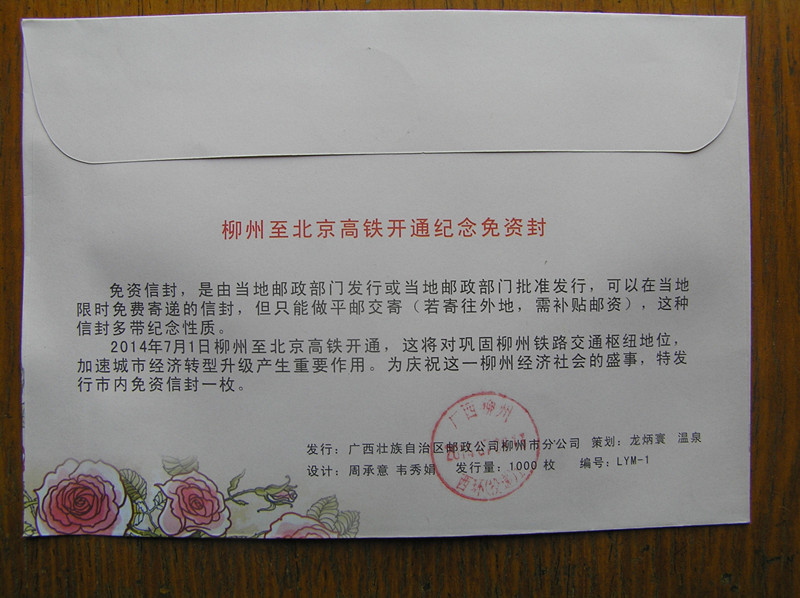 柳州至北京高铁开通纪念免资封
免资信封，是由当地邮政部门发行或当地邮政部门批准发行，可以在当地
限时免费寄递的信封，但只能做平邮交寄（若寄往外地，需补贴邮资），这种
信封多带纪念性质。
2014年7月1日柳州至北京高铁开通，这将对巩固柳州铁路交通枢纽地位，
加速城市经济转型升级产生重要作用。为庆祝这一柳州经济社会的盛事，特发
行市内免资信封一枚。
广西柳州
发行：广西壮族自治区邮政公司柳州市分公司 策划：龙炳寰 温泉
设计：周承意 韦秀娟 发行量：1000 枚 编号：LYM-1